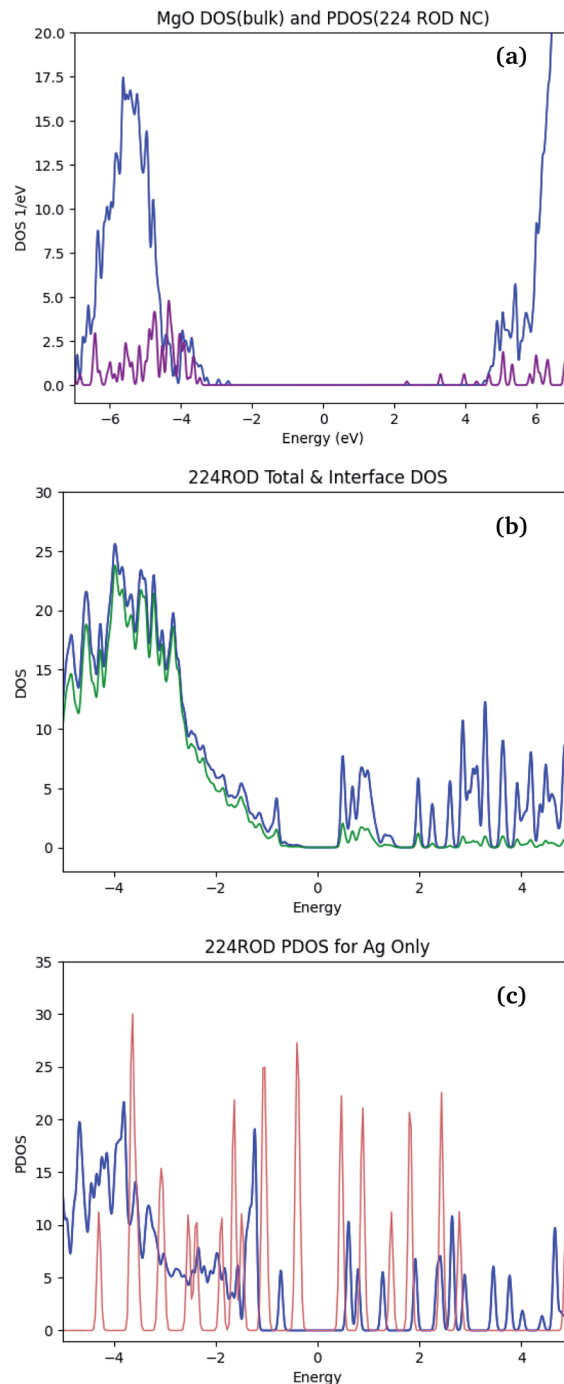 MgO DOS(bulk) and PDOS(224 ROD NC)
(a)
20.0
17.5
15.0
12.5
10.0
7.5
5.0
2.5
0.0
DOS 1/eV
−6 −4 −2 0 2 4 6
Energy (eV)
224ROD Total & Interface DOS
(b)
30
25
20
15
10
5
0
DOS
−4 −2 0 2 4
Energy
224ROD PDOS for Ag Only
(c)
35
30
25
20
15
10
5
0
PDOS
−4 −2 0 2 4
Energy